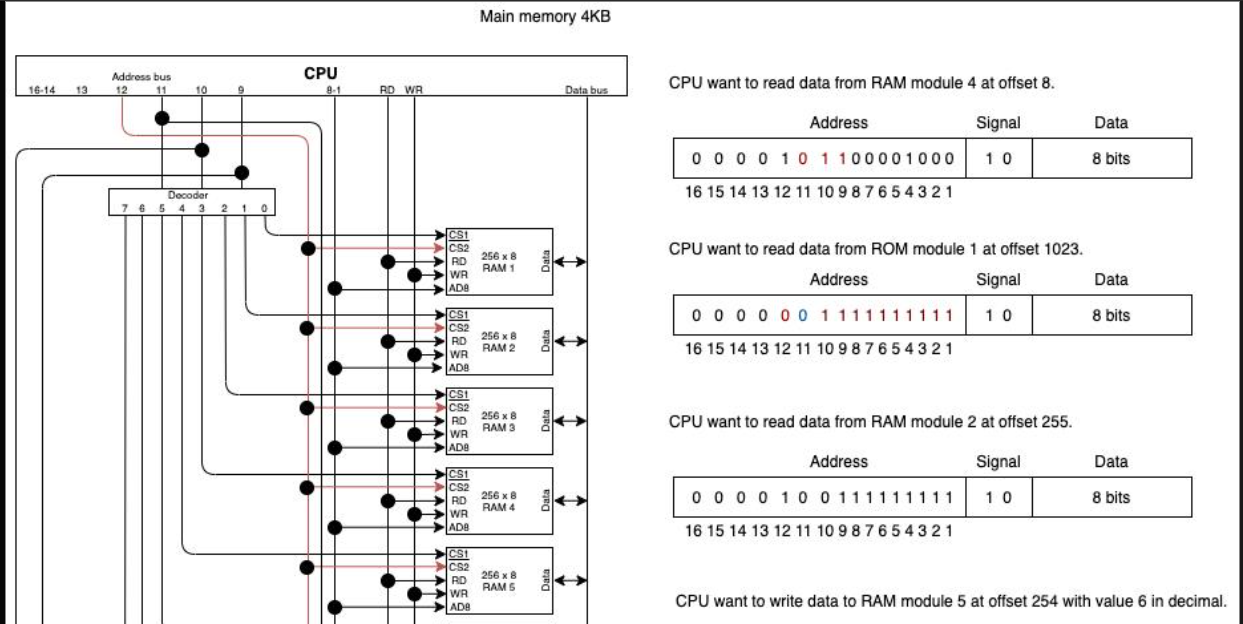 Main memory 4KB
CPU
Address bus
16-14 13 12 11 10 9 8-1 RD WR Data bus
Decoder
7 6 5 4 3 2 1 0
CS1
CS2
RD
WR
AD8
256 x 8
RAM 1
Data
CS1
CS2
RD
WR
AD8
256 x 8
RAM 2
Data
CS1
CS2
RD
WR
AD8
256 x 8
RAM 3
Data
CS1
CS2
RD
WR
AD8
256 x 8
RAM 4
Data
CS1
CS2
RD
WR
AD8
256 x 8
RAM 5
Data
CPU want to read data from RAM module 4 at offset 8.
Address Signal Data
0 0 0 0 1 0 1 1 0 0 0 0 1 0 0 0 1 0 8 bits
16 15 14 13 12 11 10 9 8 7 6 5 4 3 2 1
CPU want to read data from ROM module 1 at offset 1023.
Address Signal Data
0 0 0 0 0 0 1 1 1 1 1 1 1 1 1 1 1 0 8 bits
16 15 14 13 12 11 10 9 8 7 6 5 4 3 2 1
CPU want to read data from RAM module 2 at offset 255.
Address Signal Data
0 0 0 0 1 0 0 1 1 1 1 1 1 1 1 1 1 0 8 bits
16 15 14 13 12 11 10 9 8 7 6 5 4 3 2 1
CPU want to write data to RAM module 5 at offset 254 with value 6 in decimal.